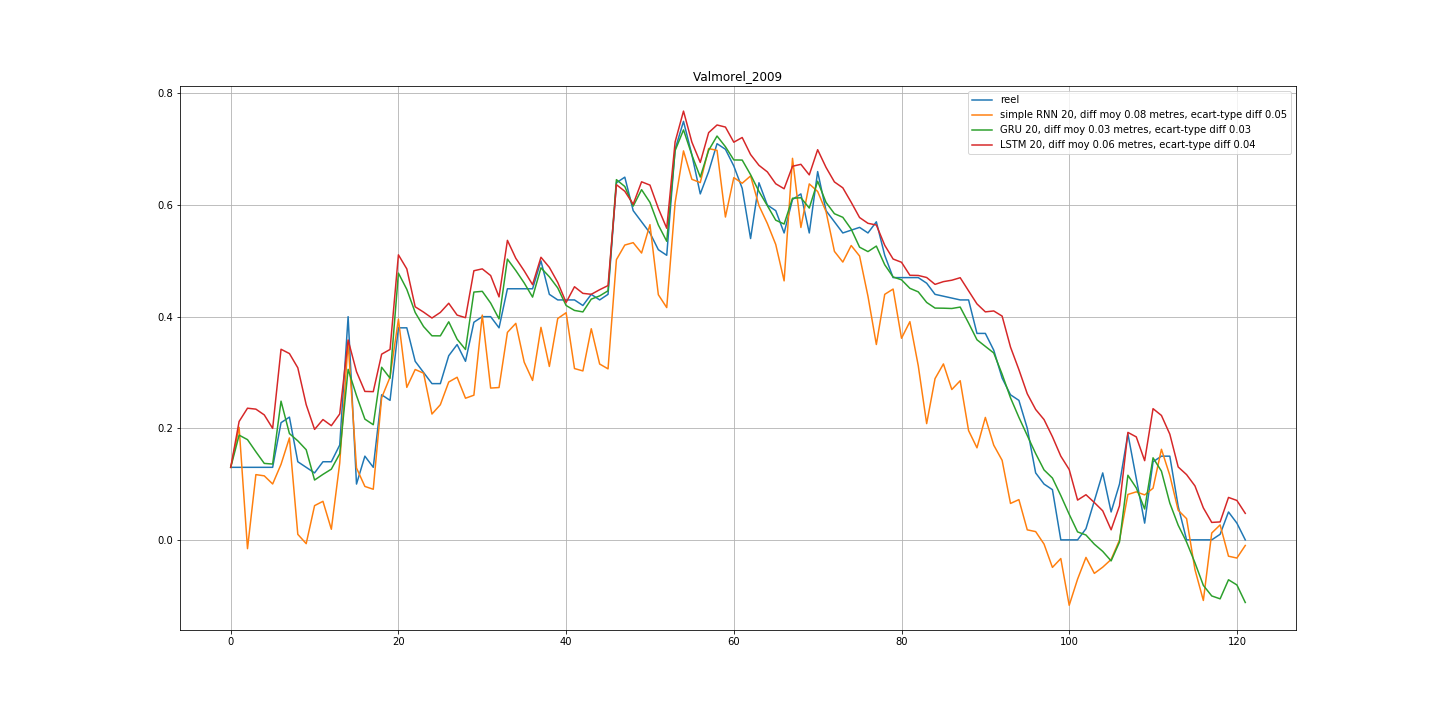 Valmorel_2009
reel
simple RNN 20, diff moy 0.08 metres, ecart-type diff 0.05
GRU 20, diff moy 0.03 metres, ecart-type diff 0.03
LSTM 20, diff moy 0.06 metres, ecart-type diff 0.04
0.8
0.6
0.4
0.2
0.0
0 20 40 60 80 100 120